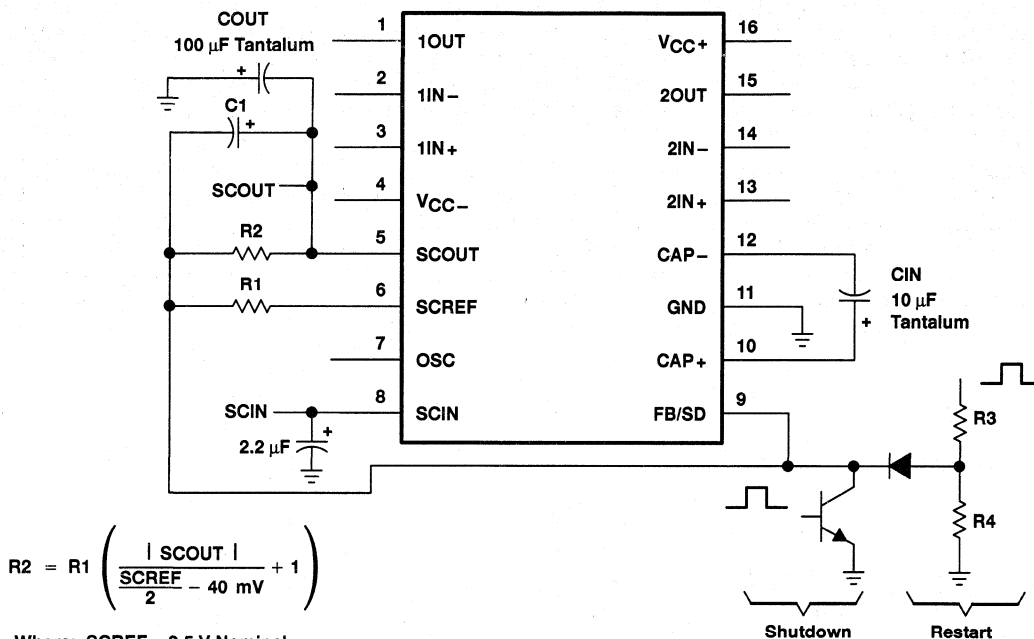 COUT
100 µF Tantalum
+
C1
+
SCOUT
R2
R1
SCIN
+
2.2 µF
1
2
3
4
5
6
7
8
1OUT
1IN−
1IN+
VCC−
SCOUT
SCREF
OSC
SCIN
VCC+
2OUT
2IN−
2IN+
CAP−
GND
CAP+
FB/SD
16
15
14
13
12
11
10
9
CIN
10 µF
+ Tantalum
R3
R4
Shutdown
Restart
R2 = R1 ( | SCOUT | / ( SCREF / 2 − 40 mV ) + 1 )